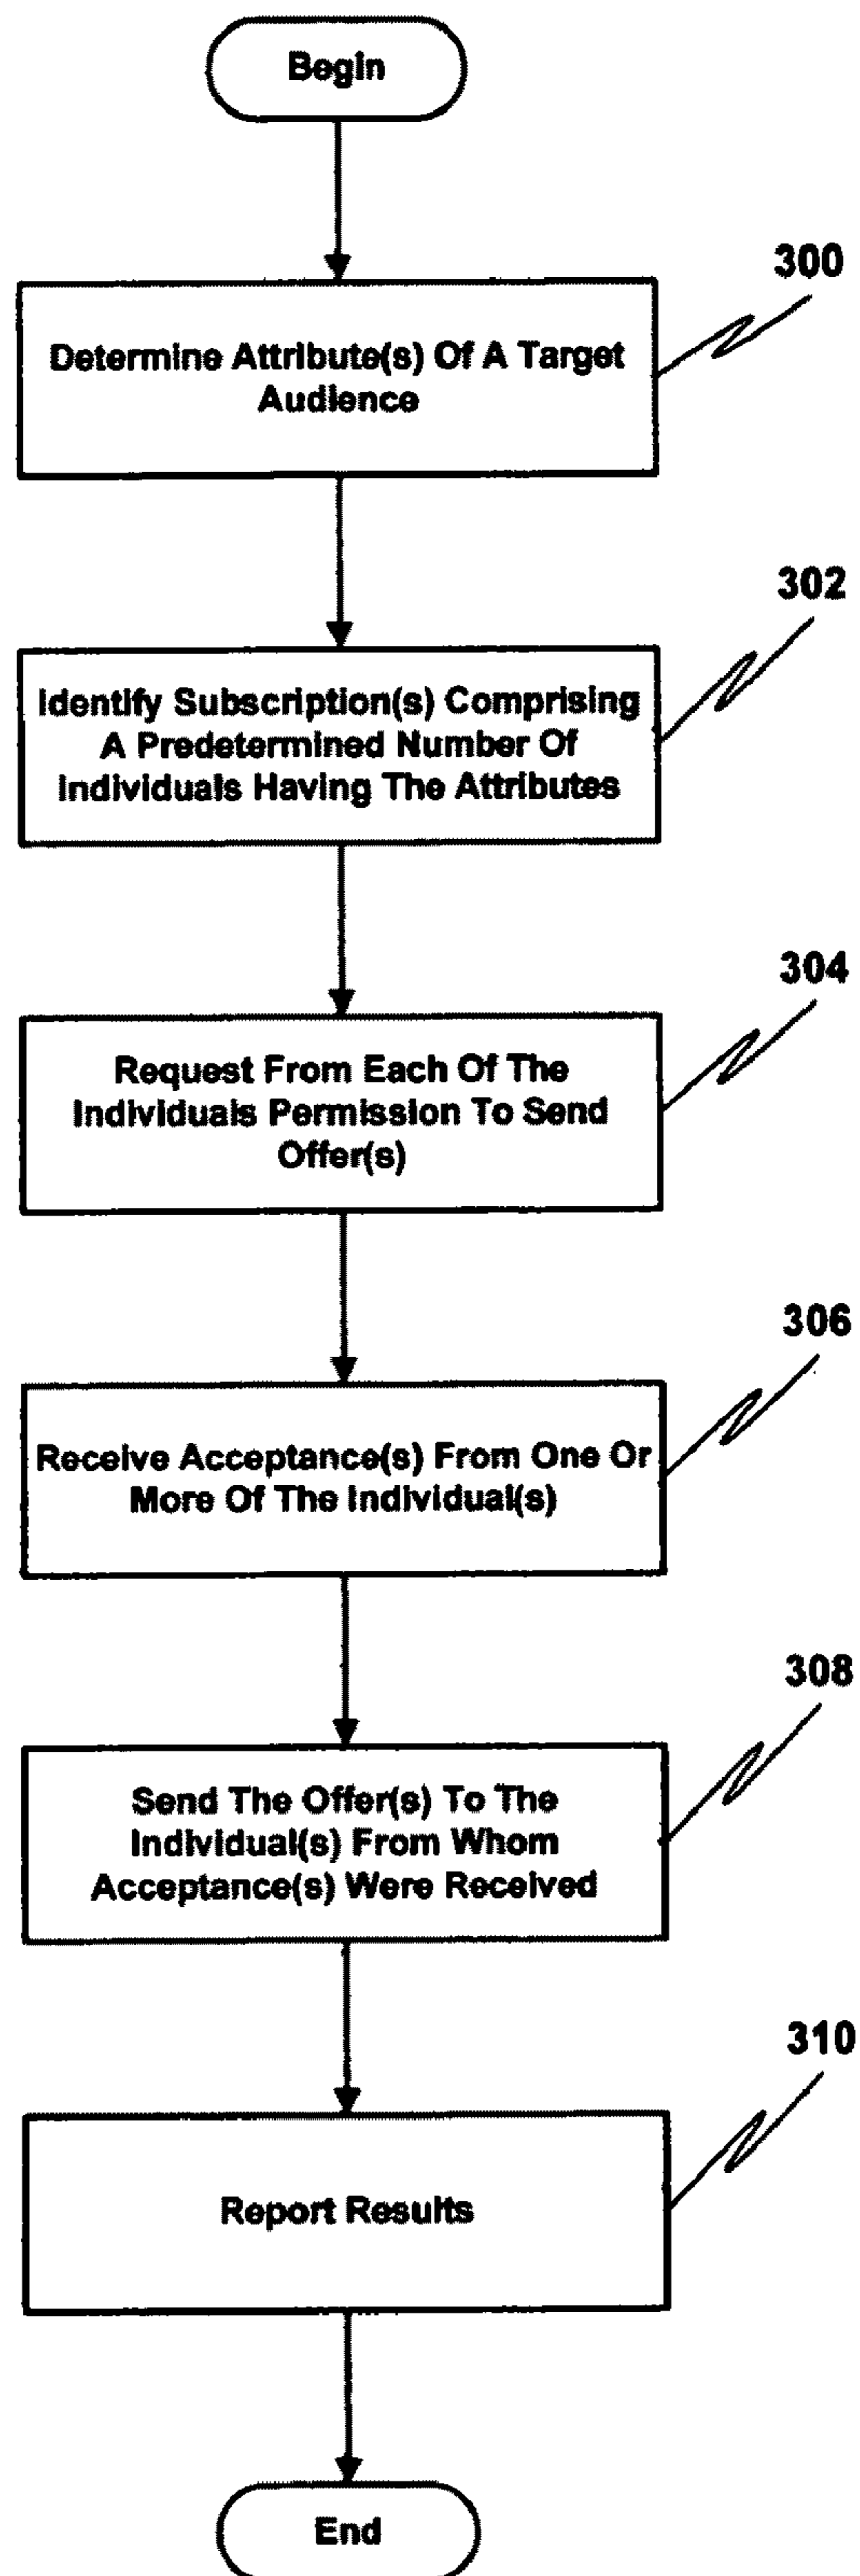 Begin
300
Determine Attribute(s) Of A Target
Audience
302
Identify Subscription(s) Comprising
A Predetermined Number Of
Individuals Having The Attributes
304
Request From Each Of The
Individuals Permission To Send
Offer(s)
306
Receive Acceptance(s) From One Or
More Of The Individual(s)
308
Send The Offer(s) To The
Individual(s) From Whom
Acceptance(s) Were Received
310
Report Results
End